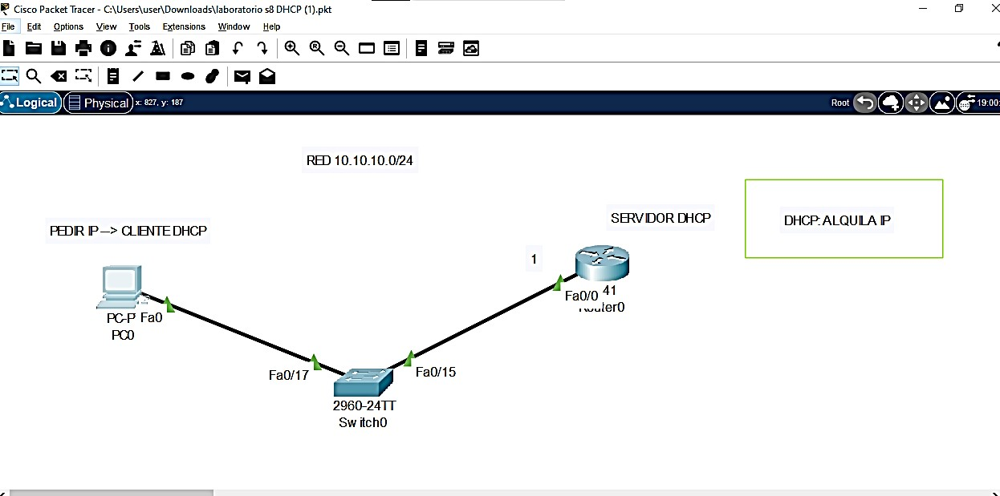 Cisco Packet Tracer - C:\Users\user\Downloads\laboratorio s8 DHCP (1).pkt
File Edit Options View Tools Extensions Window Help
Logical Physical x: 827, y: 187 Root 19:00:
RED 10.10.10.0/24
SERVIDOR DHCP
DHCP: ALQUILA IP
PEDIR IP --> CLIENTE DHCP
1
Fa0/0 41
Router0
PC-P Fa0
PC0
Fa0/17
Fa0/15
2960-24TT
Switch0